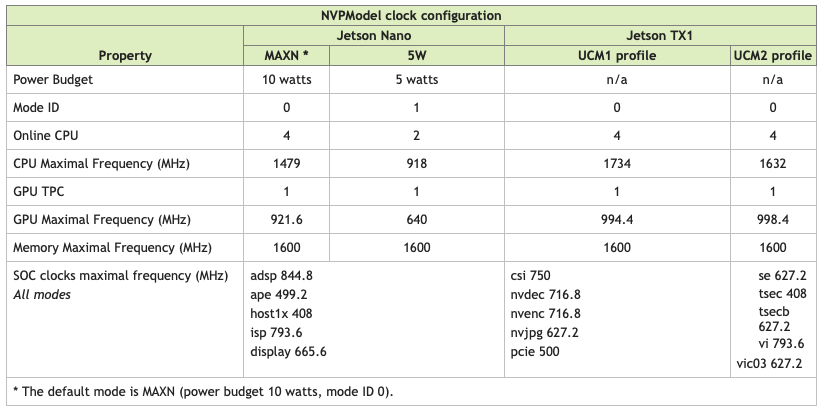 NVPModel clock configuration
Jetson Nano Jetson TX1
Property MAXN * 5W UCM1 profile UCM2 profile
Power Budget 10 watts 5 watts n/a n/a
Mode ID 0 1 0 0
Online CPU 4 2 4 4
CPU Maximal Frequency (MHz) 1479 918 1734 1632
GPU TPC 1 1 1 1
GPU Maximal Frequency (MHz) 921.6 640 994.4 998.4
Memory Maximal Frequency (MHz) 1600 1600 1600 1600
SOC clocks maximal frequency (MHz)
All modes
adsp 844.8
ape 499.2
host1x 408
isp 793.6
display 665.6
csi 750
nvdec 716.8
nvenc 716.8
nvjpg 627.2
pcie 500
se 627.2
tsec 408
tsecb
627.2
vi 793.6
vic03 627.2
* The default mode is MAXN (power budget 10 watts, mode ID 0).